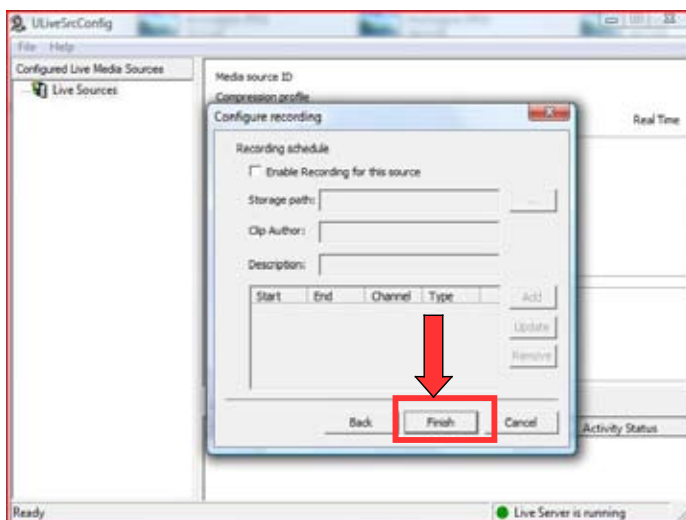 ULiveSrcConfig
File Help
Configured Live Media Sources
Live Sources
Media source ID
Compression profile
Real Time
Configure recording
Recording schedule
Enable Recording for this source
Storage path:
...
Clip Author:
Description:
Start End Channel Type
Add
Update
Remove
Back Finish Cancel
Activity Status
Ready
Live Server is running